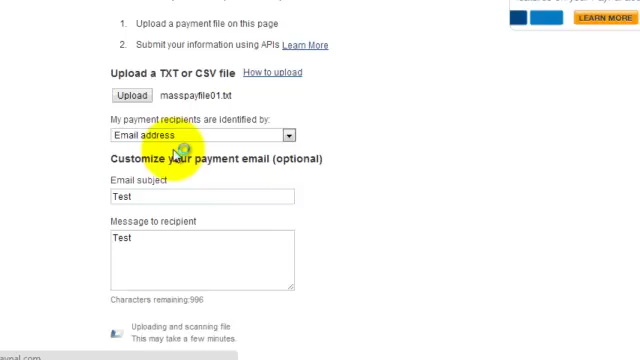 1. Upload a payment file on this page
2. Submit your information using APIs Learn More
LEARN MORE
Upload a TXT or CSV file How to upload
Upload masspayfile01.txt
My payment recipients are identified by:
Email address
Customize your payment email (optional)
Email subject
Test
Message to recipient
Test
Characters remaining:996
Uploading and scanning file
This may take a few minutes.